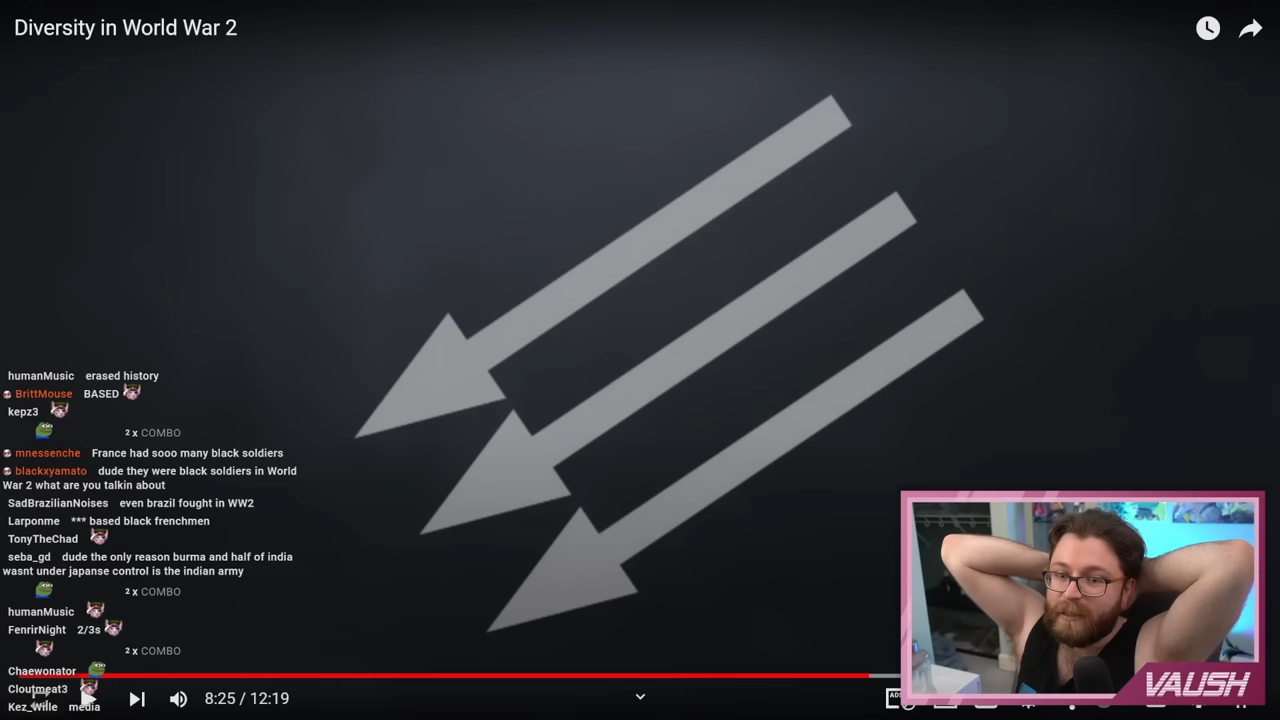 Diversity in World War 2
humanMusic erased history
BrittMouse BASED
kepz3
2 x COMBO
mnessenche France had sooo many black soldiers
blackxyamato dude they were black soldiers in World
War 2 what are you talkin about
SadBrazilianNoises even brazil fought in WW2
Larponme *** based black frenchmen
TonyTheChad
seba_gd dude the only reason burma and half of india
wasnt under japanse control is the indian army
2 x COMBO
humanMusic
FenrirNight 2/3s
2 x COMBO
Chaewonator
Cloutmeat3
Kez_Wille media
8:25 / 12:19
VAUSH